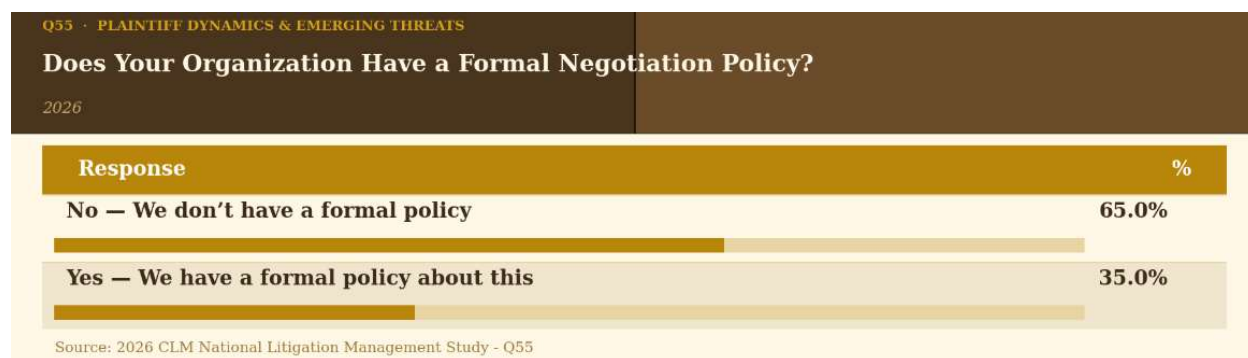 Q55 · PLAINTIFF DYNAMICS & EMERGING THREATS
Does Your Organization Have a Formal Negotiation Policy?
2026
Response %
No — We don’t have a formal policy 65.0%
Yes — We have a formal policy about this 35.0%
Source: 2026 CLM National Litigation Management Study - Q55